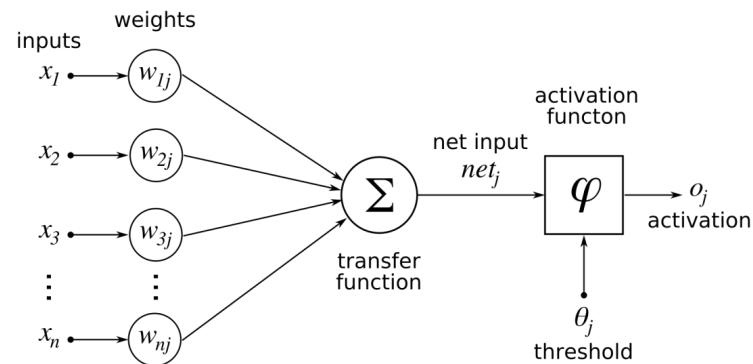 weights
inputs
x₁
w₁ⱼ
activation
functon
x₂
w₂ⱼ
net input
netⱼ
Σ
φ
oⱼ
activation
x₃
w₃ⱼ
transfer
function
⋮
⋮
xₙ
wₙⱼ
θⱼ
threshold